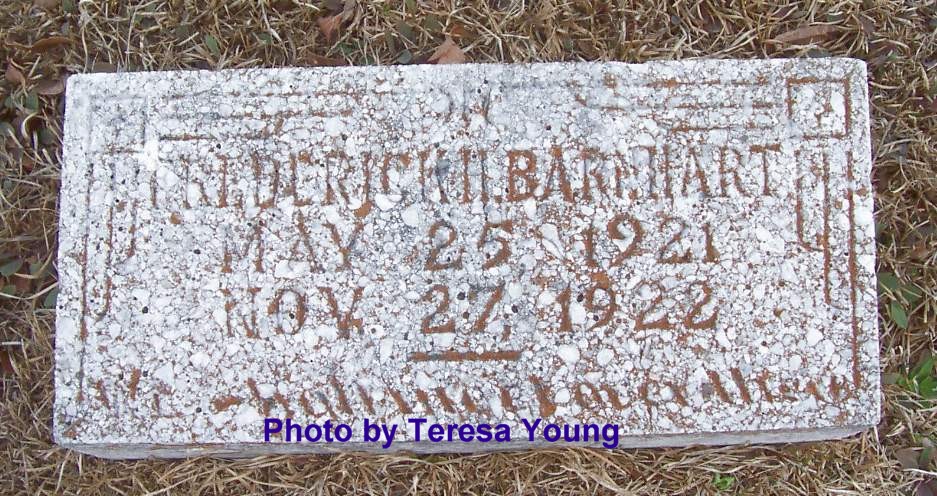 FREDERICK H. BARNHART
MAY 25 1921
NOV. 27 1922
Photo by Teresa Young